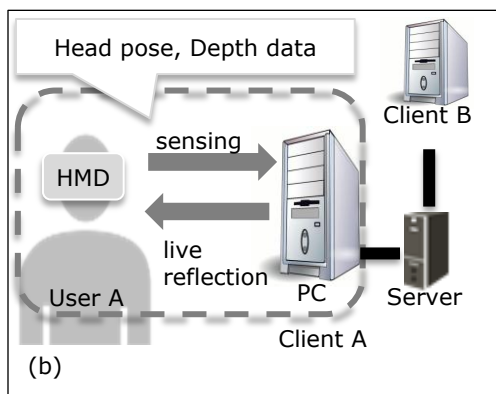 Head pose, Depth data
Client B
sensing
HMD
live
reflection
User A
PC
Server
Client A
(b)